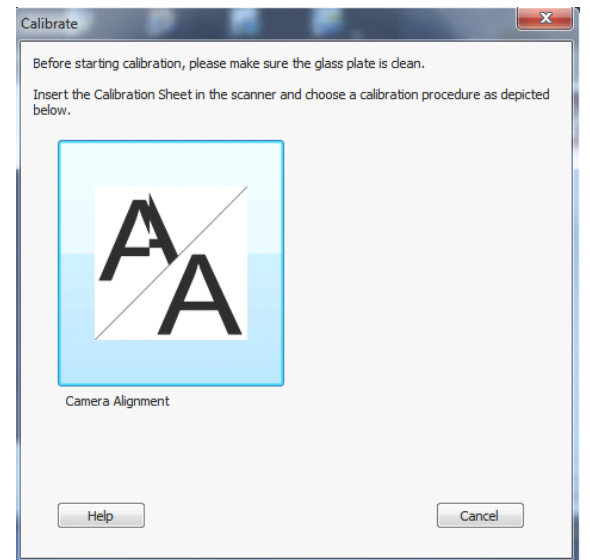 Calibrate
Before starting calibration, please make sure the glass plate is clean.
Insert the Calibration Sheet in the scanner and choose a calibration procedure as depicted
below.
A
A
Camera Alignment
Help
Cancel